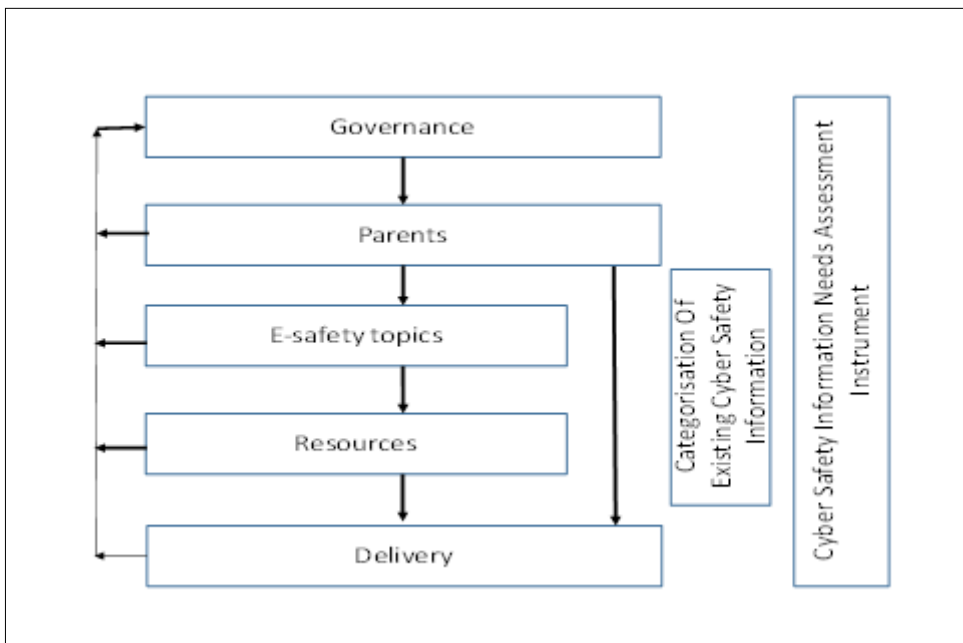 Governance
Parents
E-safety topics
Resources
Delivery
Categorisation Of
Existing Cyber Safety
Information
Cyber Safety Information Needs Assessment
Instrument